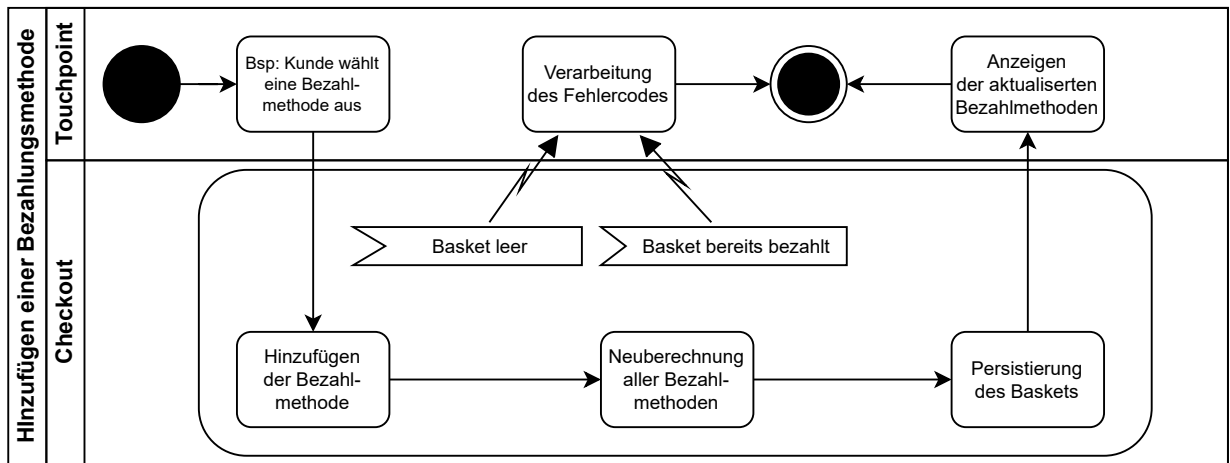 HInzufügen einer Bezahlungsmethode
Touchpoint
Bsp: Kunde wählt
eine Bezahl-
methode aus
Verarbeitung
des Fehlercodes
Anzeigen
der aktualiserten
Bezahlmethoden
Checkout
Basket leer
Basket bereits bezahlt
Hinzufügen
der Bezahl-
methode
Neuberechnung
aller Bezahl-
methoden
Persistierung
des Baskets